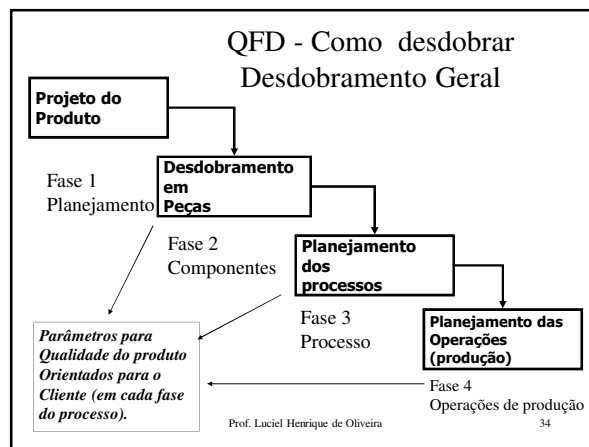 QFD - Como desdobrar
Desdobramento Geral
Projeto do
Produto
Fase 1
Planejamento
Desdobramento
em
Peças
Fase 2
Componentes
Planejamento
dos
processos
Fase 3
Processo
Planejamento das
Operações
(produção)
Fase 4
Operações de produção
Parâmetros para
Qualidade do produto
Orientados para o
Cliente (em cada fase
do processo).
Prof. Luciel Henrique de Oliveira
34